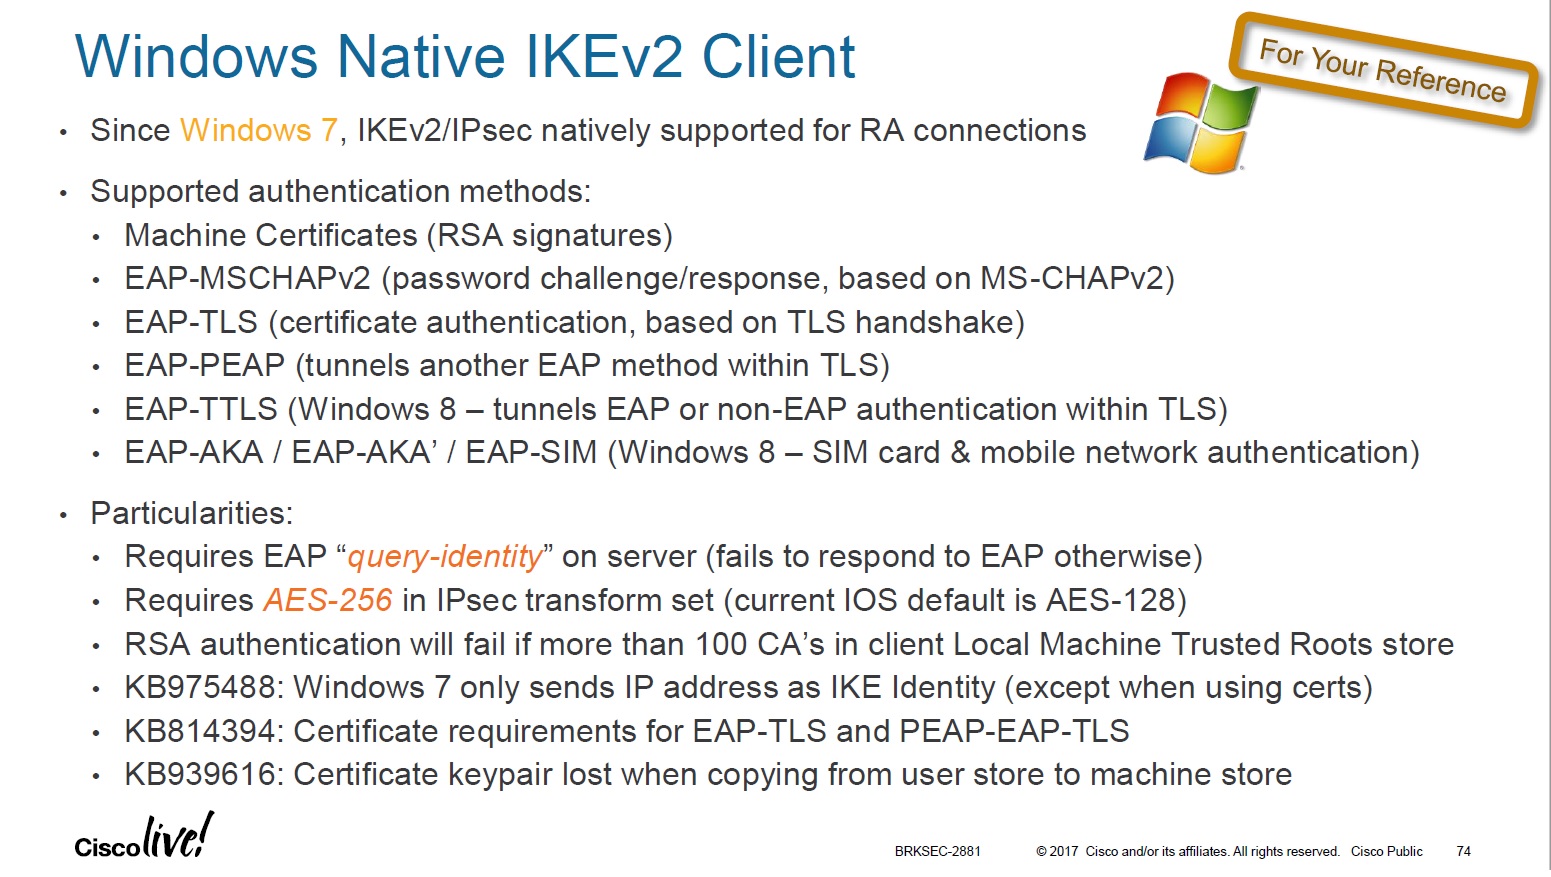 Windows Native IKEv2 Client
For Your Reference
• Since Windows 7, IKEv2/IPsec natively supported for RA connections
• Supported authentication methods:
• Machine Certificates (RSA signatures)
• EAP-MSCHAPv2 (password challenge/response, based on MS-CHAPv2)
• EAP-TLS (certificate authentication, based on TLS handshake)
• EAP-PEAP (tunnels another EAP method within TLS)
• EAP-TTLS (Windows 8 – tunnels EAP or non-EAP authentication within TLS)
• EAP-AKA / EAP-AKA’ / EAP-SIM (Windows 8 – SIM card & mobile network authentication)
• Particularities:
• Requires EAP “query-identity” on server (fails to respond to EAP otherwise)
• Requires AES-256 in IPsec transform set (current IOS default is AES-128)
• RSA authentication will fail if more than 100 CA’s in client Local Machine Trusted Roots store
• KB975488: Windows 7 only sends IP address as IKE Identity (except when using certs)
• KB814394: Certificate requirements for EAP-TLS and PEAP-EAP-TLS
• KB939616: Certificate keypair lost when copying from user store to machine store
Cisco live!
BRKSEC-2881 © 2017 Cisco and/or its affiliates. All rights reserved. Cisco Public 74